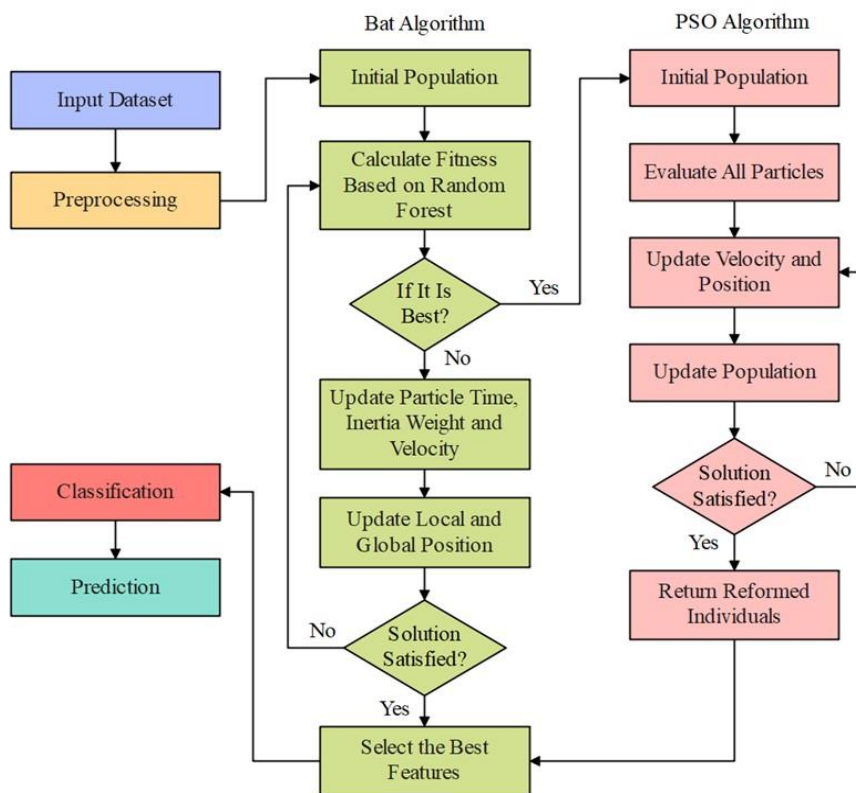 Bat Algorithm
PSO Algorithm
Input Dataset
Preprocessing
Initial Population
Calculate Fitness
Based on Random
Forest
If It Is
Best?
Yes
No
Update Particle Time,
Inertia Weight and
Velocity
Update Local and
Global Position
No
Solution
Satisfied?
Yes
Select the Best
Features
Initial Population
Evaluate All Particles
Update Velocity and
Position
Update Population
Solution
Satisfied?
No
Yes
Return Reformed
Individuals
Classification
Prediction